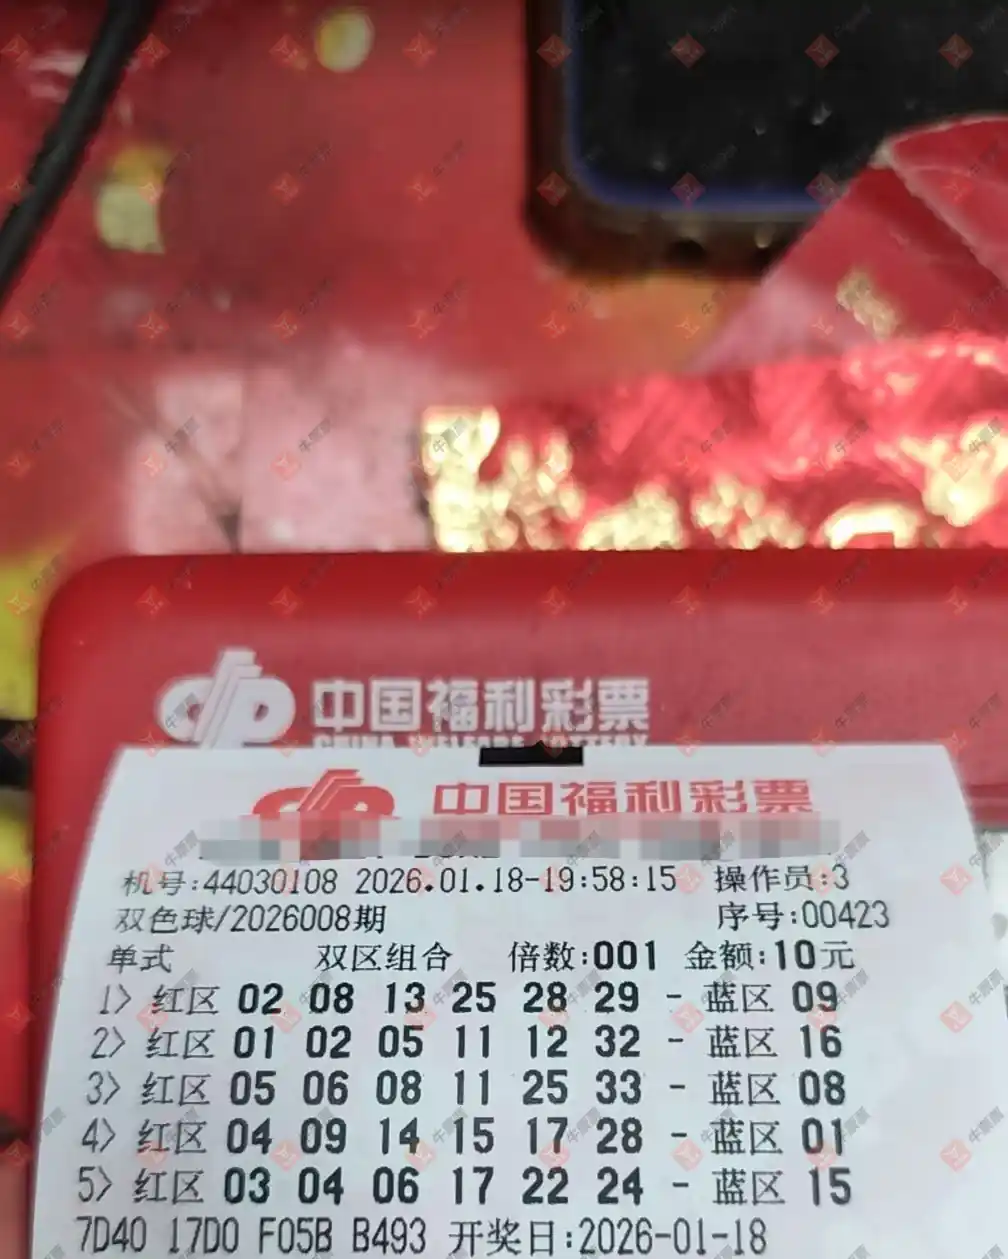 中国福利彩票
CHINA WELFARE LOTTERY
中国福利彩票
机号:44030108 2026.01.18-19:58:15 操作员:3
双色球/2026008期 序号:00423
单式 双区组合 倍数:001 金额:10元
1> 红区 02 08 13 25 28 29 - 蓝区 09
2> 红区 01 02 05 11 12 32 - 蓝区 16
3> 红区 05 06 08 11 25 33 - 蓝区 08
4> 红区 04 09 14 15 17 28 - 蓝区 01
5> 红区 03 04 06 17 22 24 - 蓝区 15
7D40 17D0 F05B B493 开奖日:2026-01-18